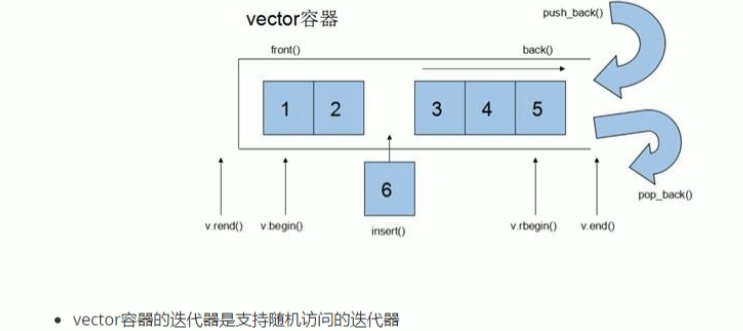 vector容器
push_back()
front()
back()
1 2 3 4 5
6
pop_back()
v.rend() v.begin() insert() v.rbegin() v.end()
• vector容器的迭代器是支持随机访问的迭代器